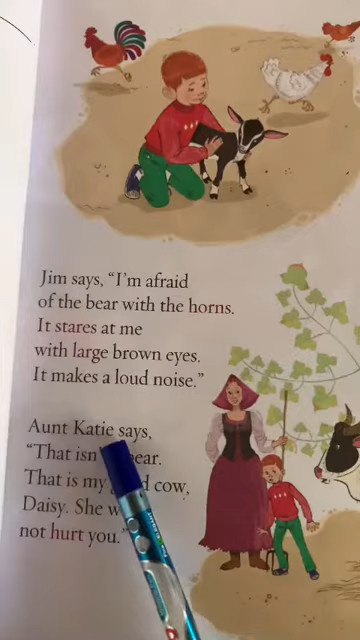 Jim says, “I’m afraid
of the bear with the horns.
It stares at me
with large brown eyes.
It makes a loud noise.”
Aunt Katie says,
“That isn bear.
That is my d cow,
Daisy. She w
not hurt you.”